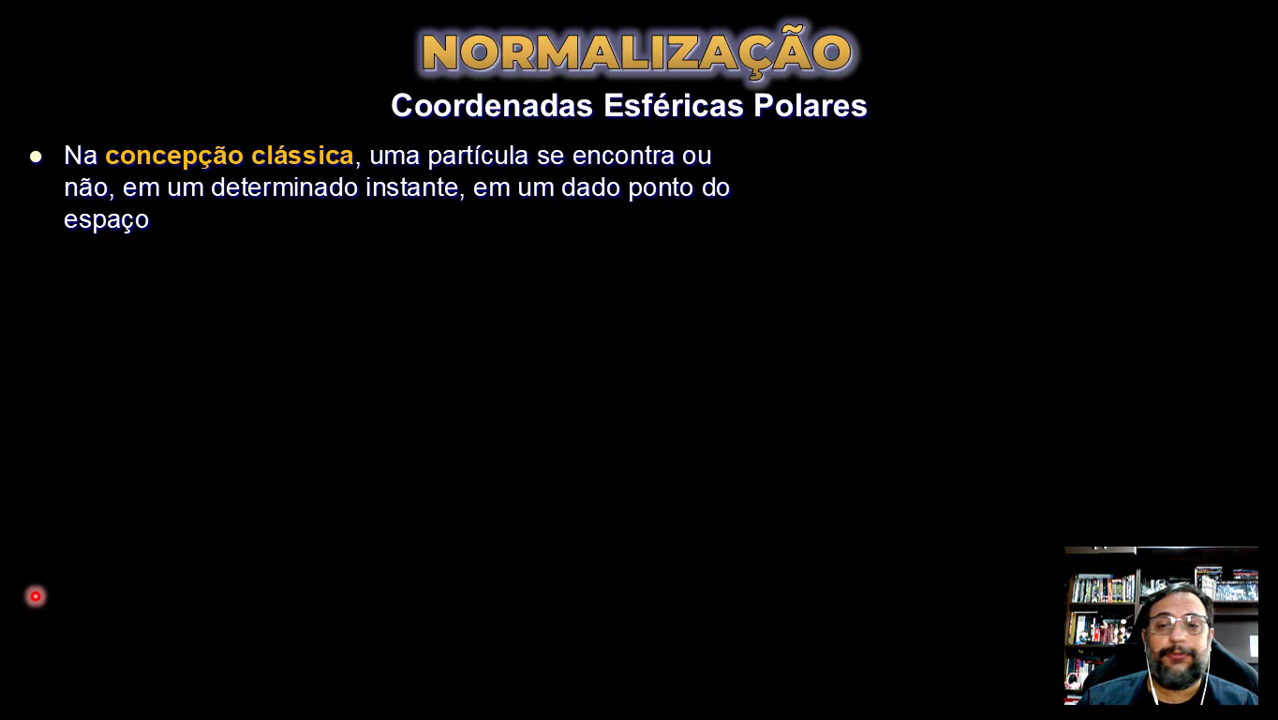 NORMALIZAÇÃO
Coordenadas Esféricas Polares
● Na concepção clássica, uma partícula se encontra ou
não, em um determinado instante, em um dado ponto do
espaço